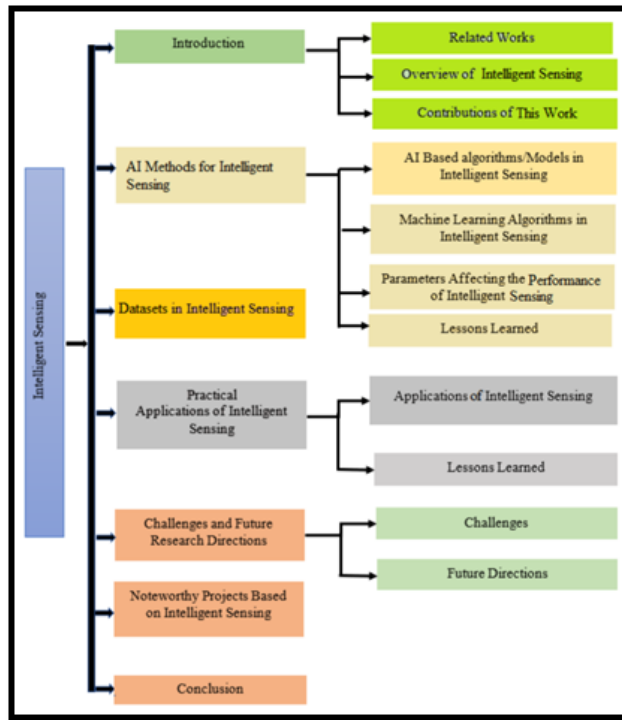 Intelligent Sensing
Introduction
Related Works
Overview of Intelligent Sensing
Contributions of This Work
AI Methods for Intelligent
Sensing
AI Based algorithms/Models in
Intelligent Sensing
Machine Learning Algorithms in
Intelligent Sensing
Parameters Affecting the Performance
of Intelligent Sensing
Lessons Learned
Datasets in Intelligent Sensing
Practical
Applications of Intelligent
Sensing
Applications of Intelligent Sensing
Lessons Learned
Challenges and Future
Research Directions
Challenges
Future Directions
Noteworthy Projects Based
on Intelligent Sensing
Conclusion